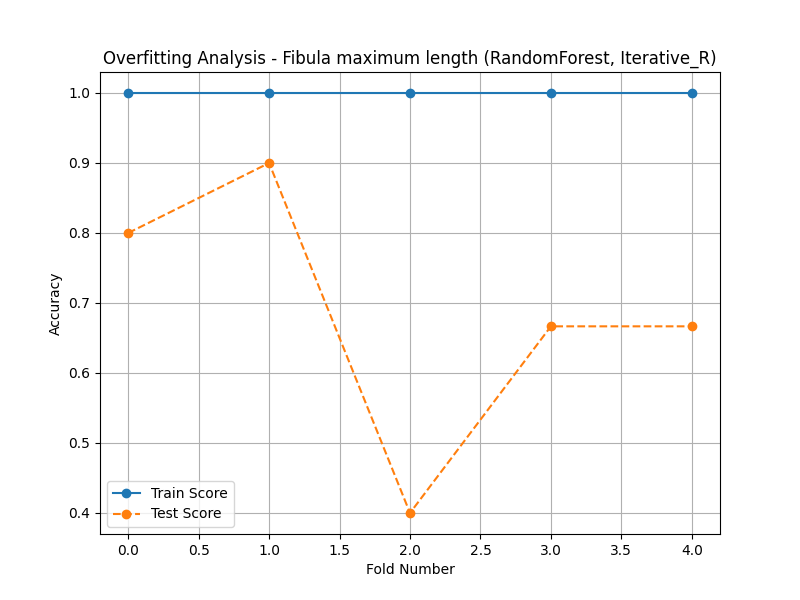 Overfitting Analysis - Fibula maximum length (RandomForest, Iterative_R)
1.0
0.9
0.8
0.7
0.6
0.5
0.4
Accuracy
Train Score
Test Score
0.0 0.5 1.0 1.5 2.0 2.5 3.0 3.5 4.0
Fold Number